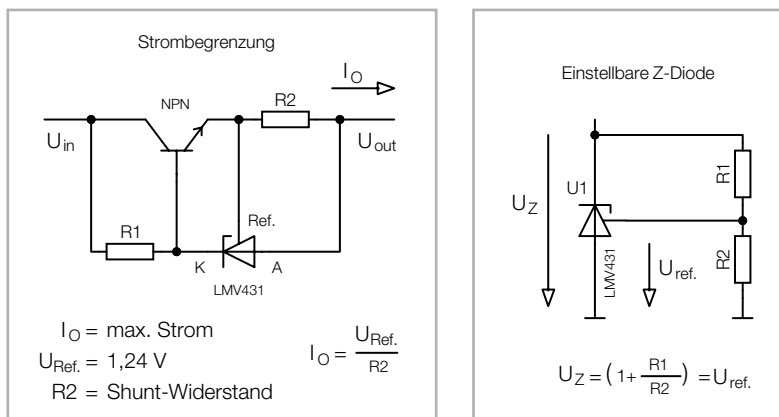 Strombegrenzung
I_O
NPN
R2
U_in
U_out
Ref.
R1
K
A
LMV431
I_O = max. Strom
U_Ref. = 1,24 V
R2 = Shunt-Widerstand
I_O = U_Ref. / R2
Einstellbare Z-Diode
U1
R1
U_Z
R2
LMV431
U_ref.
U_Z = (1+ R1/R2) = U_ref.